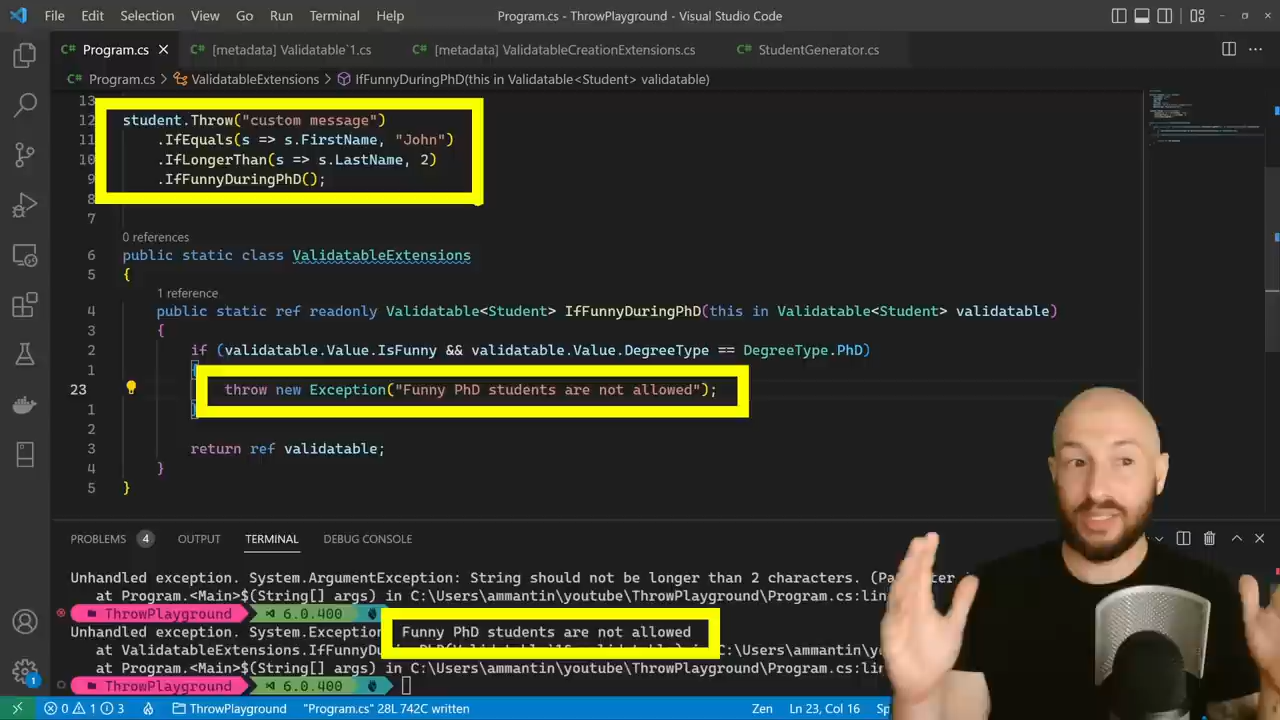 File Edit Selection View Go Run Terminal Help Program.cs - ThrowPlayground - Visual Studio Code
C# Program.cs C# [metadata] Validatable`1.cs C# [metadata] ValidatableCreationExtensions.cs C# StudentGenerator.cs
C# Program.cs > ValidatableExtensions > IfFunnyDuringPhD(this in Validatable<Student> validatable)
13
12 student.Throw("custom message")
11 .IfEquals(s => s.FirstName, "John")
10 .IfLongerThan(s => s.LastName, 2)
9 .IfFunnyDuringPhD();
8
7
0 references
6 public static class ValidatableExtensions
5 {
1 reference
4 public static ref readonly Validatable<Student> IfFunnyDuringPhD(this in Validatable<Student> validatable)
3 {
2 if (validatable.Value.IsFunny && validatable.Value.DegreeType == DegreeType.PhD)
1 {
23 throw new Exception("Funny PhD students are not allowed");
1 }
2
3 return ref validatable;
4 }
5 }
PROBLEMS 4 OUTPUT TERMINAL DEBUG CONSOLE
Unhandled exception. System.ArgumentException: String should not be longer than 2 characters.
at Program.<Main>$(String[] args) in C:\Users\ammantin\youtube\ThrowPlayground\Program.cs:
ThrowPlayground 6.0.400
Unhandled exception. System.Exception Funny PhD students are not allowed
at ValidatableExtensions.
at Program.<Main>$(String[] args) in C:\Users\ammantin\youtube\ThrowPlayground\Program.cs:
ThrowPlayground 6.0.400
1
0 1 3 ThrowPlayground "Program.cs" 28L 742C written Zen Ln 23, Col 16